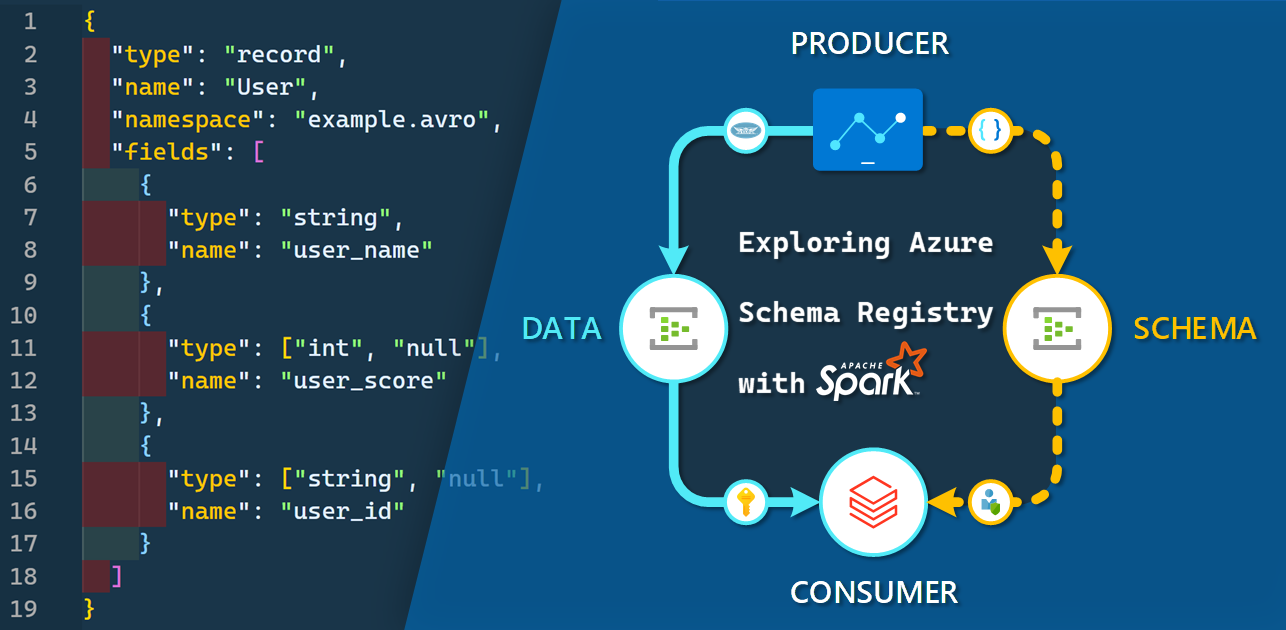 1 {
2 "type": "record",
3 "name": "User",
4 "namespace": "example.avro",
5 "fields": [
6 {
7 "type": "string",
8 "name": "user_name"
9 },
10 {
11 "type": ["int", "null"],
12 "name": "user_score"
13 },
14 {
15 "type": ["string", "null"],
16 "name": "user_id"
17 }
18 ]
19 }
PRODUCER
{ }
Exploring Azure
Schema Registry
with APACHE Spark™
DATA
SCHEMA
CONSUMER